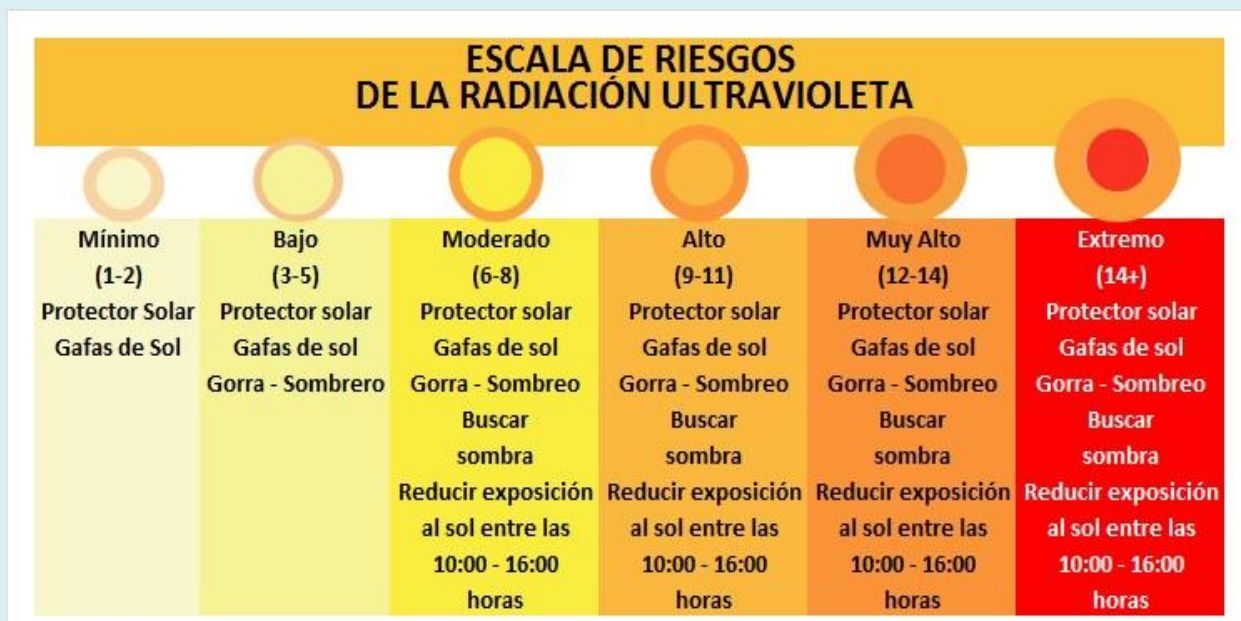 ESCALA DE RIESGOS
DE LA RADIACIÓN ULTRAVIOLETA
Mínimo
(1-2)
Protector Solar
Gafas de Sol
Bajo
(3-5)
Protector solar
Gafas de sol
Gorra - Sombrero
Moderado
(6-8)
Protector solar
Gafas de sol
Gorra - Sombreo
Buscar
sombra
Reducir exposición
al sol entre las
10:00 - 16:00
horas
Alto
(9-11)
Protector solar
Gafas de sol
Gorra - Sombreo
Buscar
sombra
Reducir exposición
al sol entre las
10:00 - 16:00
horas
Muy Alto
(12-14)
Protector solar
Gafas de sol
Gorra - Sombreo
Buscar
sombra
Reducir exposición
al sol entre las
10:00 - 16:00
horas
Extremo
(14+)
Protector solar
Gafas de sol
Gorra - Sombreo
Buscar
sombra
Reducir exposición
al sol entre las
10:00 - 16:00
horas